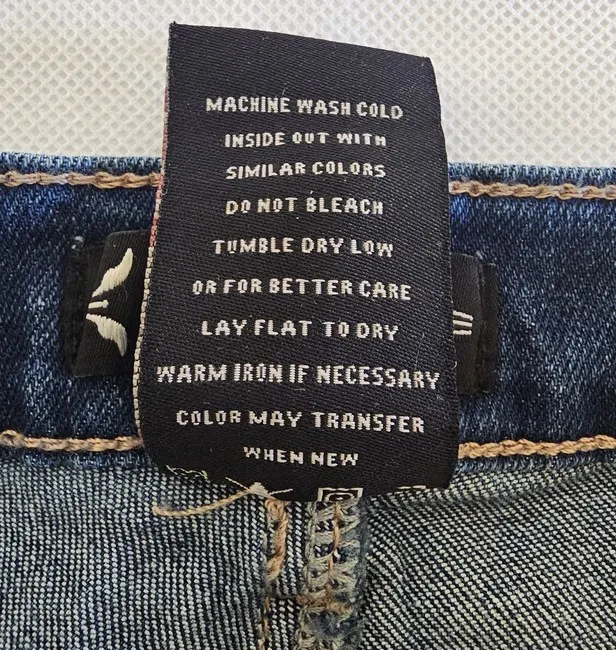 MACHINE WASH COLD
INSIDE OUT WITH
SIMILAR COLORS
DO NOT BLEACH
TUMBLE DRY LOW
OR FOR BETTER CARE
LAY FLAT TO DRY
WARM IRON IF NECESSARY
COLOR MAY TRANSFER
WHEN NEW